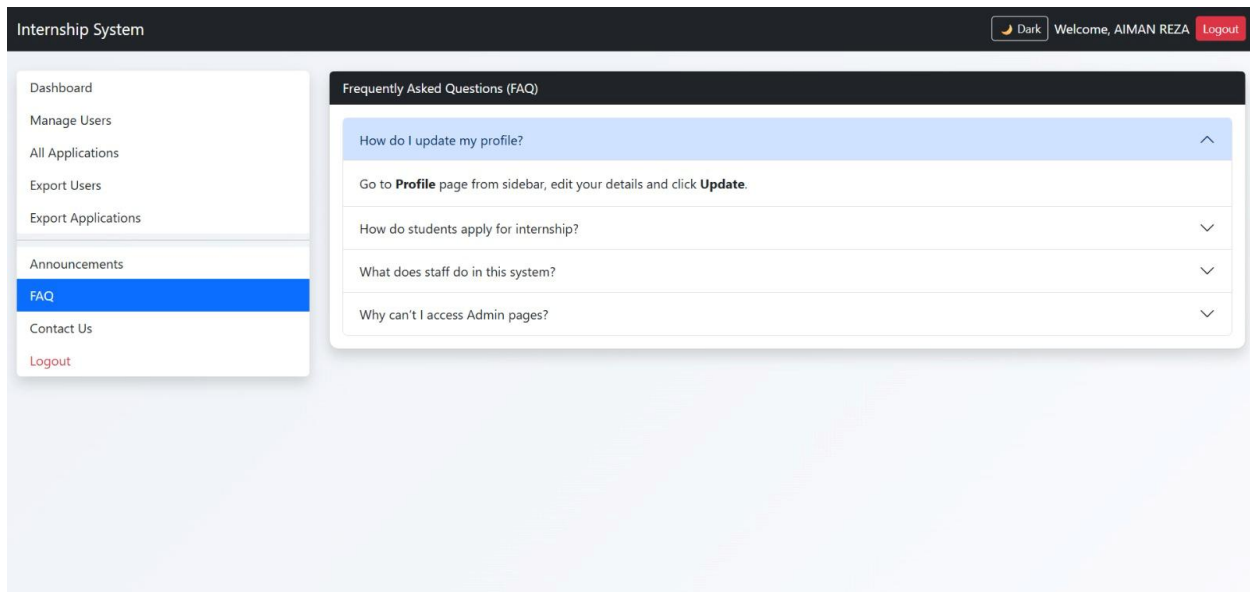 Internship System
🌙 Dark Welcome, AIMAN REZA Logout
Dashboard
Manage Users
All Applications
Export Users
Export Applications
Announcements
FAQ
Contact Us
Logout
Frequently Asked Questions (FAQ)
How do I update my profile?
Go to Profile page from sidebar, edit your details and click Update.
How do students apply for internship?
What does staff do in this system?
Why can't I access Admin pages?